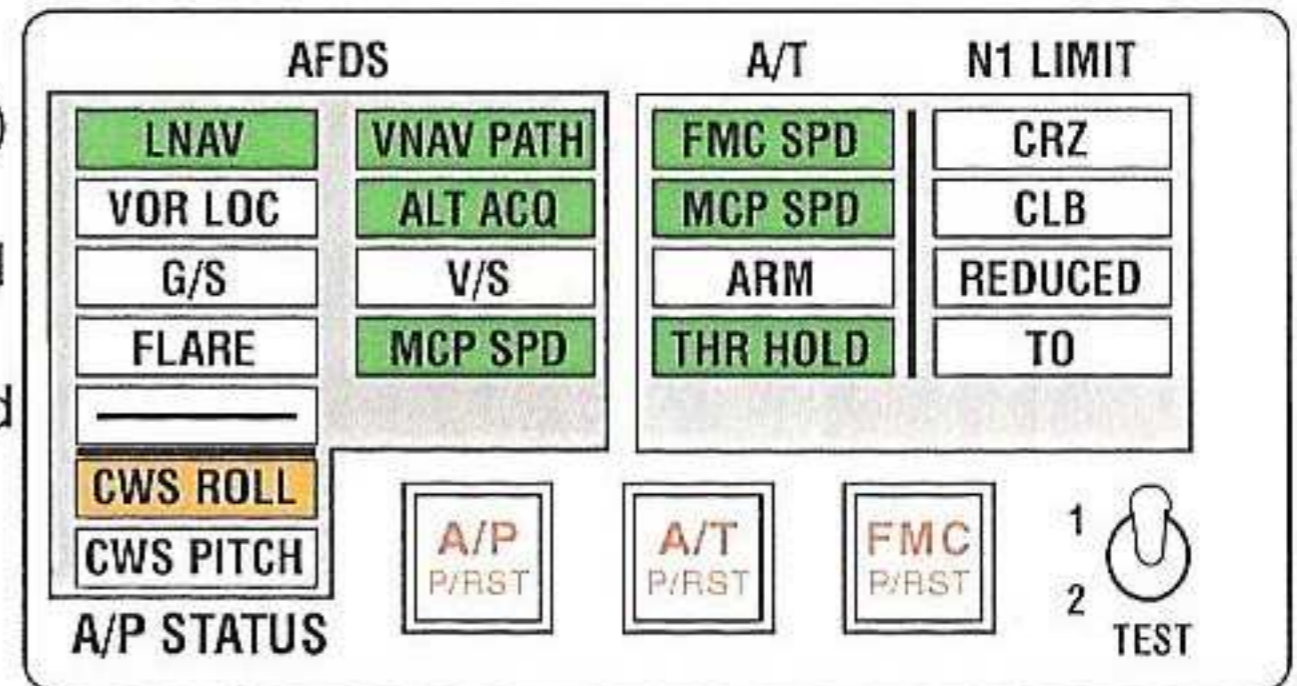 AFDS A/T N1 LIMIT
LNAV VNAV PATH FMC SPD CRZ
VOR LOC ALT ACQ MCP SPD CLB
G/S V/S ARM REDUCED
FLARE MCP SPD THR HOLD TO
CWS ROLL
CWS PITCH
A/P STATUS
A/P A/T FMC
P/RST P/RST P/RST
1
2
TEST